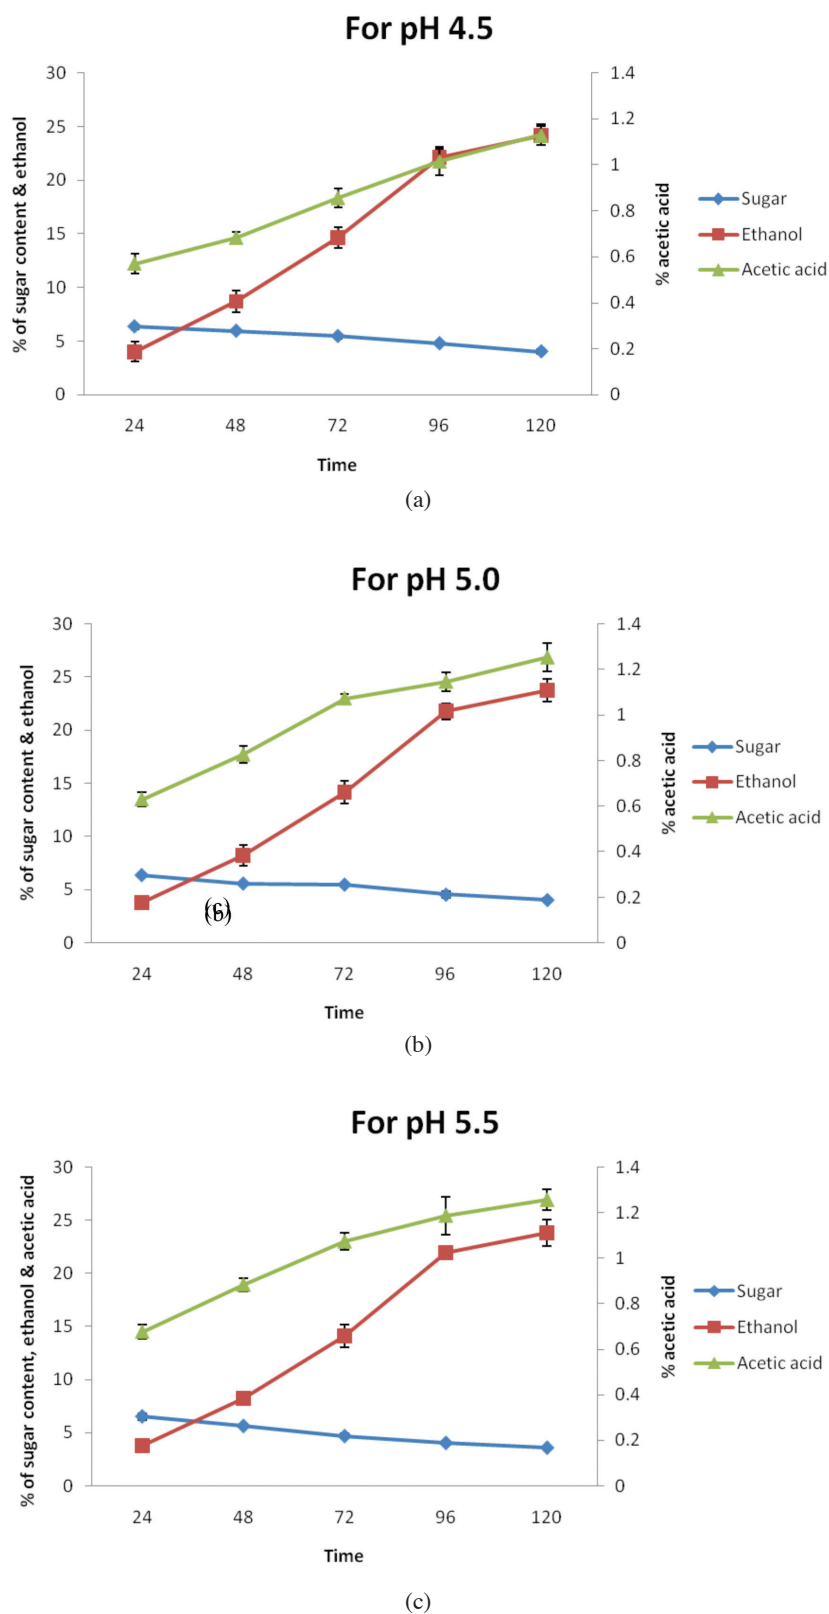 For pH 4.5
30
25
20
15
10
5
0
% of sugar content & ethanol
1.4
1.2
1
0.8
0.6
0.4
0.2
0
% acetic acid
24 48 72 96 120
Time
Sugar
Ethanol
Acetic acid
(a)
For pH 5.0
30
25
20
15
10
5
0
% of sugar content & ethanol
1.4
1.2
1
0.8
0.6
0.4
0.2
0
% acetic acid
24 48 72 96 120
Time
Sugar
Ethanol
Acetic acid
(c)
(b)
(b)
For pH 5.5
30
25
20
15
10
5
0
% of sugar content, ethanol & acetic acid
1.4
1.2
1
0.8
0.6
0.4
0.2
0
% acetic acid
24 48 72 96 120
Time
Sugar
Ethanol
Acetic acid
(c)